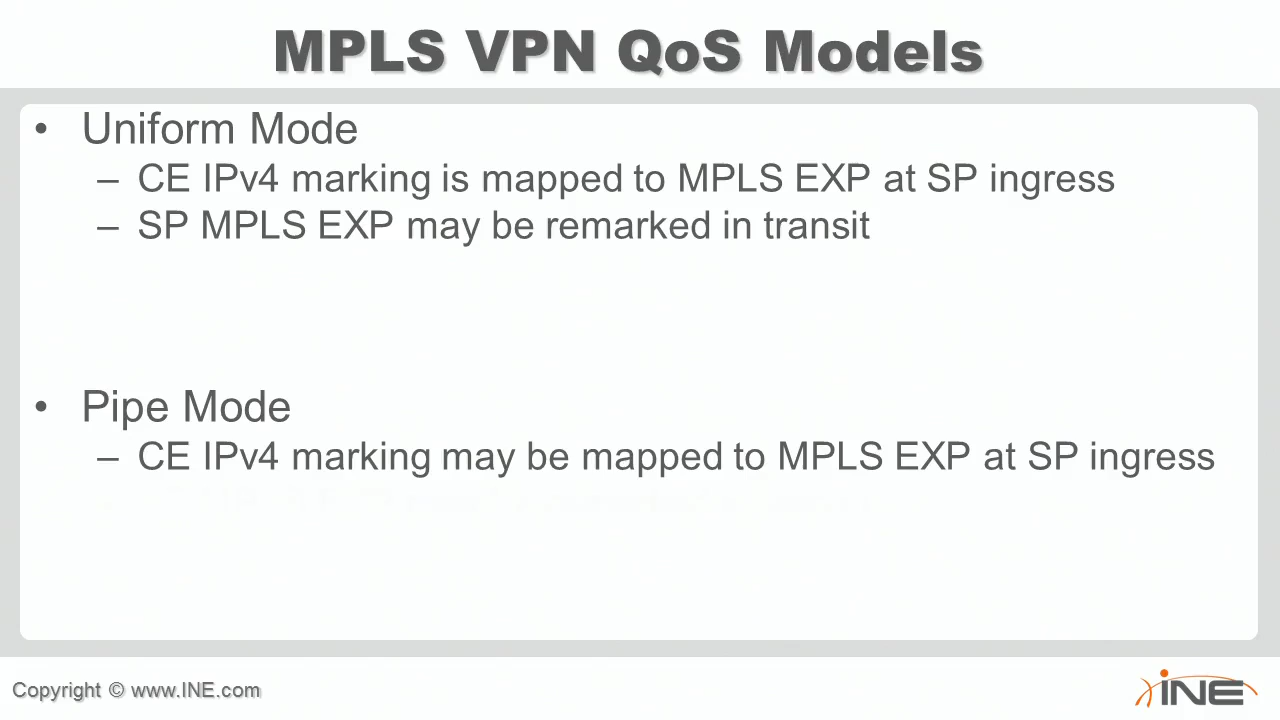 MPLS VPN QoS Models
• Uniform Mode
– CE IPv4 marking is mapped to MPLS EXP at SP ingress
– SP MPLS EXP may be remarked in transit
• Pipe Mode
– CE IPv4 marking may be mapped to MPLS EXP at SP ingress
Copyright © www.INE.com
INE